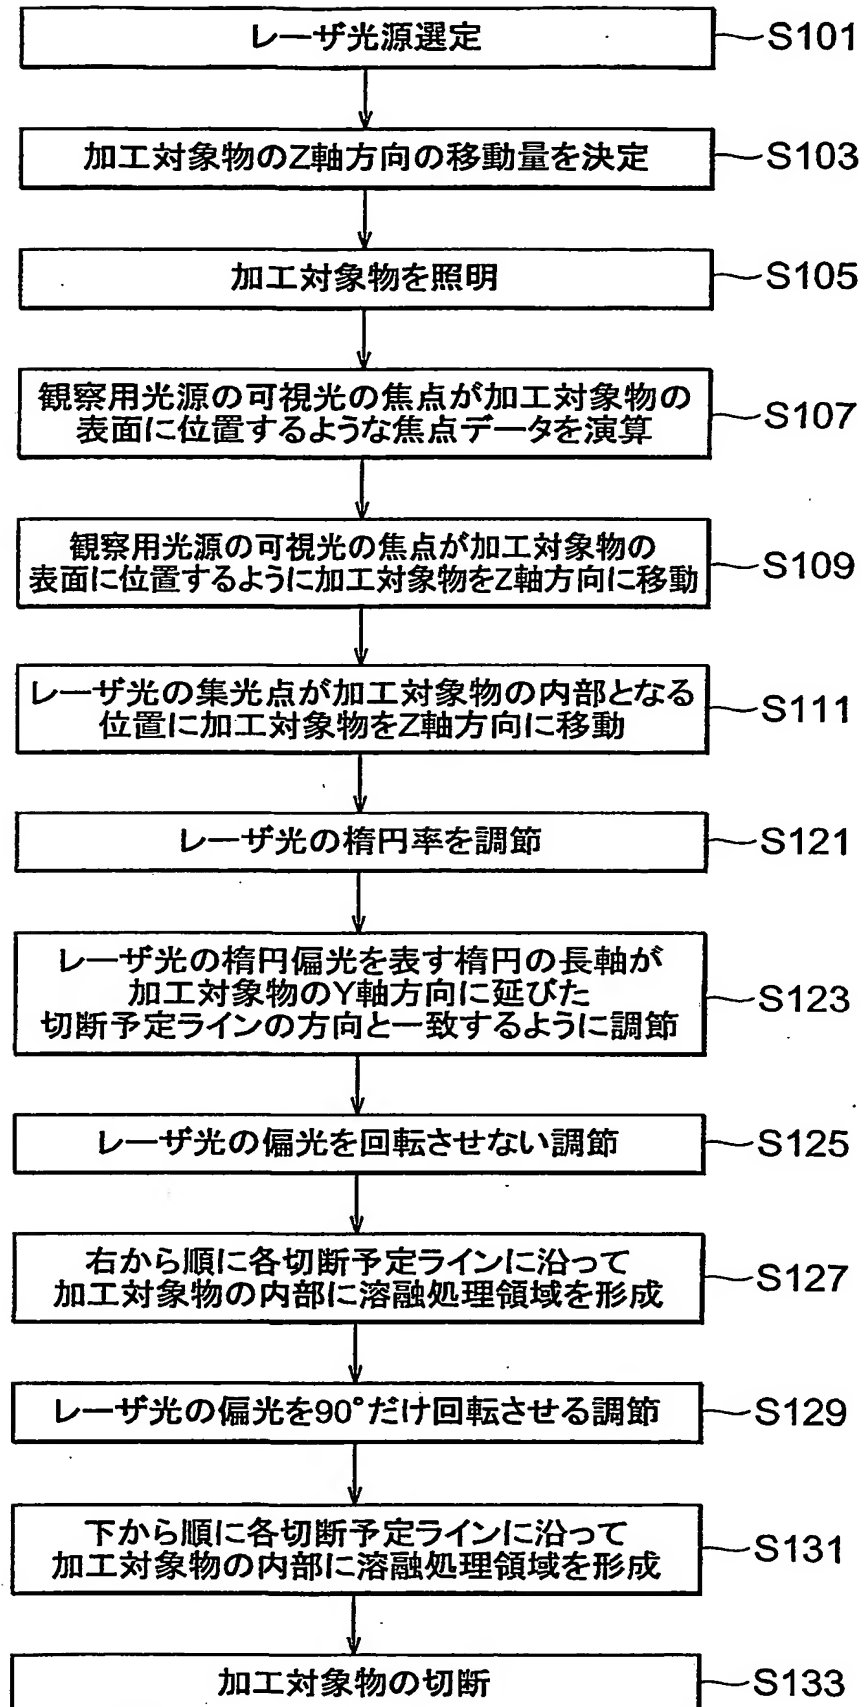 レーザ光源選定
S101
加工対象物のZ軸方向の移動量を決定
S103
加工対象物を照明
S105
観察用光源の可視光の焦点が加工対象物の
表面に位置するような焦点データを演算
S107
観察用光源の可視光の焦点が加工対象物の
表面に位置するように加工対象物をZ軸方向に移動
S109
レーザ光の集光点が加工対象物の内部となる
位置に加工対象物をZ軸方向に移動
S111
レーザ光の楕円率を調節
S121
レーザ光の楕円偏光を表す楕円の長軸が
加工対象物のY軸方向に延びた
切断予定ラインの方向と一致するように調節
S123
レーザ光の偏光を回転させない調節
S125
右から順に各切断予定ラインに沿って
加工対象物の内部に溶融処理領域を形成
S127
レーザ光の偏光を90°だけ回転させる調節
S129
下から順に各切断予定ラインに沿って
加工対象物の内部に溶融処理領域を形成
S131
加工対象物の切断
S133